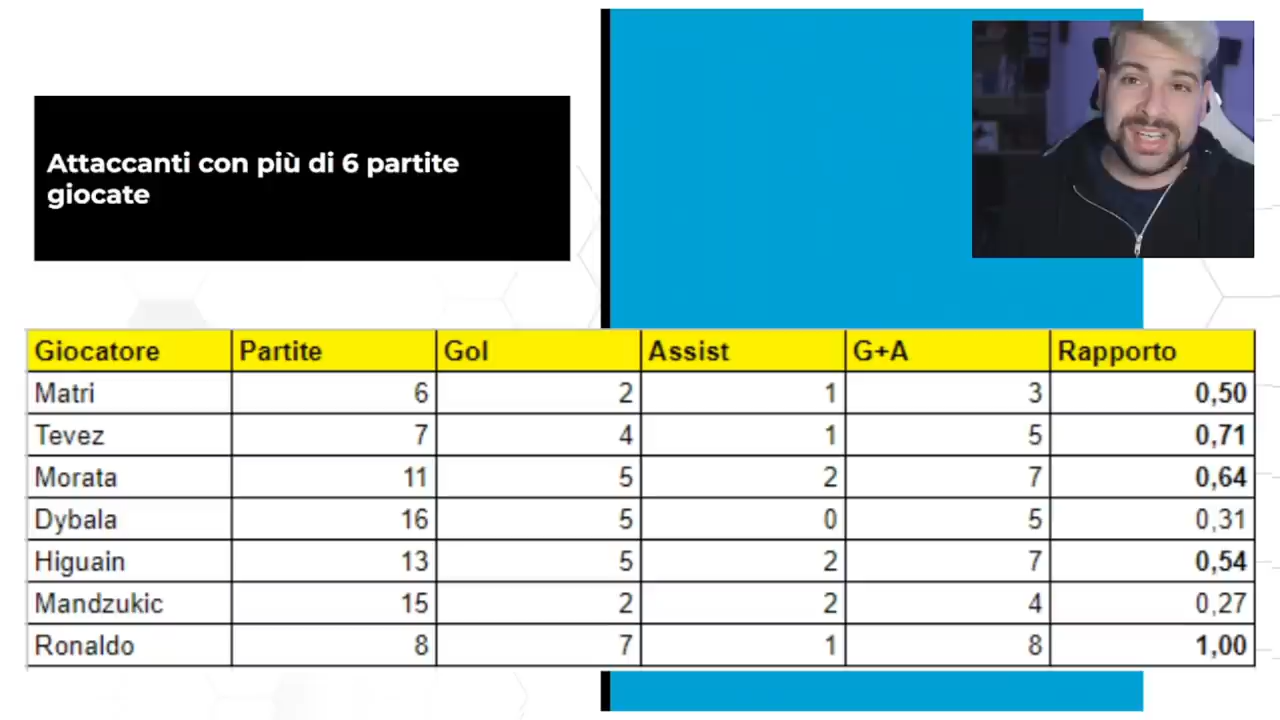 Attaccanti con più di 6 partite
giocate
Giocatore Partite Gol Assist G+A Rapporto
Matri 6 2 1 3 0,50
Tevez 7 4 1 5 0,71
Morata 11 5 2 7 0,64
Dybala 16 5 0 5 0,31
Higuain 13 5 2 7 0,54
Mandzukic 15 2 2 4 0,27
Ronaldo 8 7 1 8 1,00